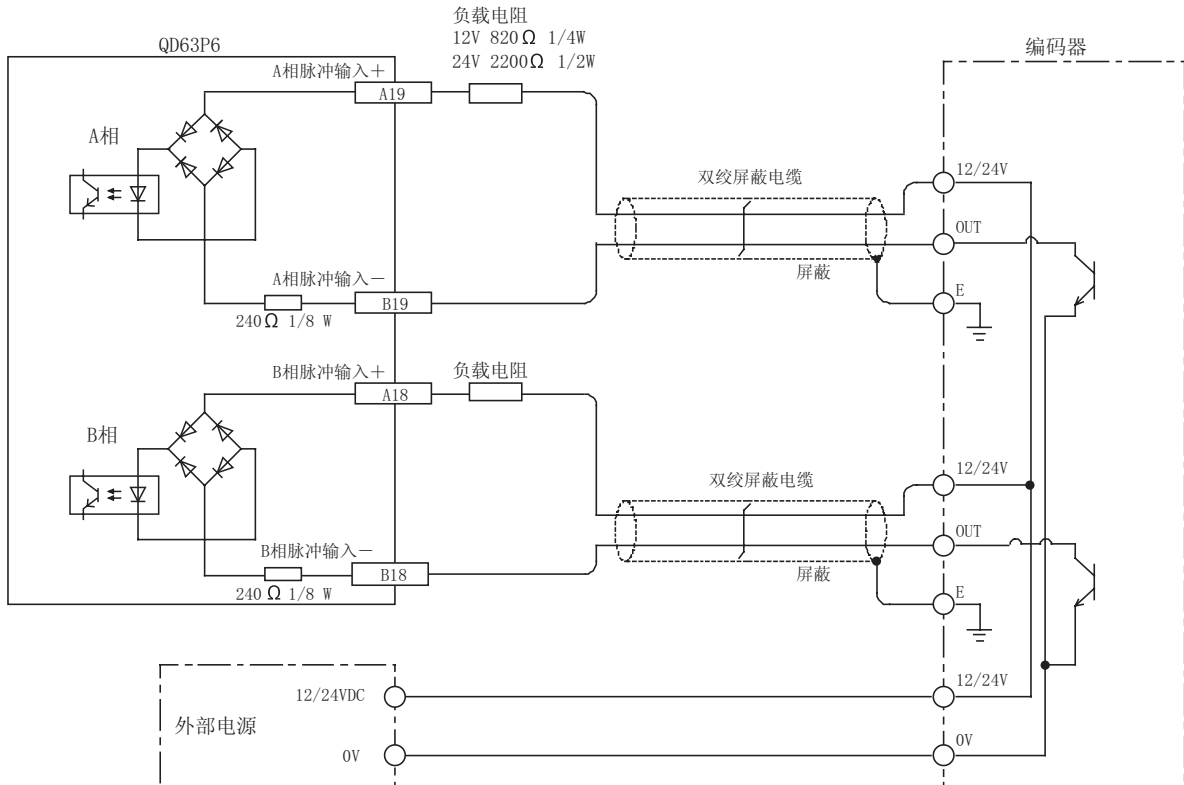 负载电阻
12V 820Ω 1/4W
24V 2200Ω 1/2W
QD63P6
编码器
A相脉冲输入＋
A19
A相
12/24V
双绞屏蔽电缆
OUT
屏蔽
A相脉冲输入－
E
B19
240Ω 1/8 W
B相脉冲输入＋
负载电阻
A18
B相
12/24V
双绞屏蔽电缆
OUT
B相脉冲输入－
屏蔽
B18
E
240 Ω 1/8 W
12/24V
12/24VDC
外部电源
0V
0V